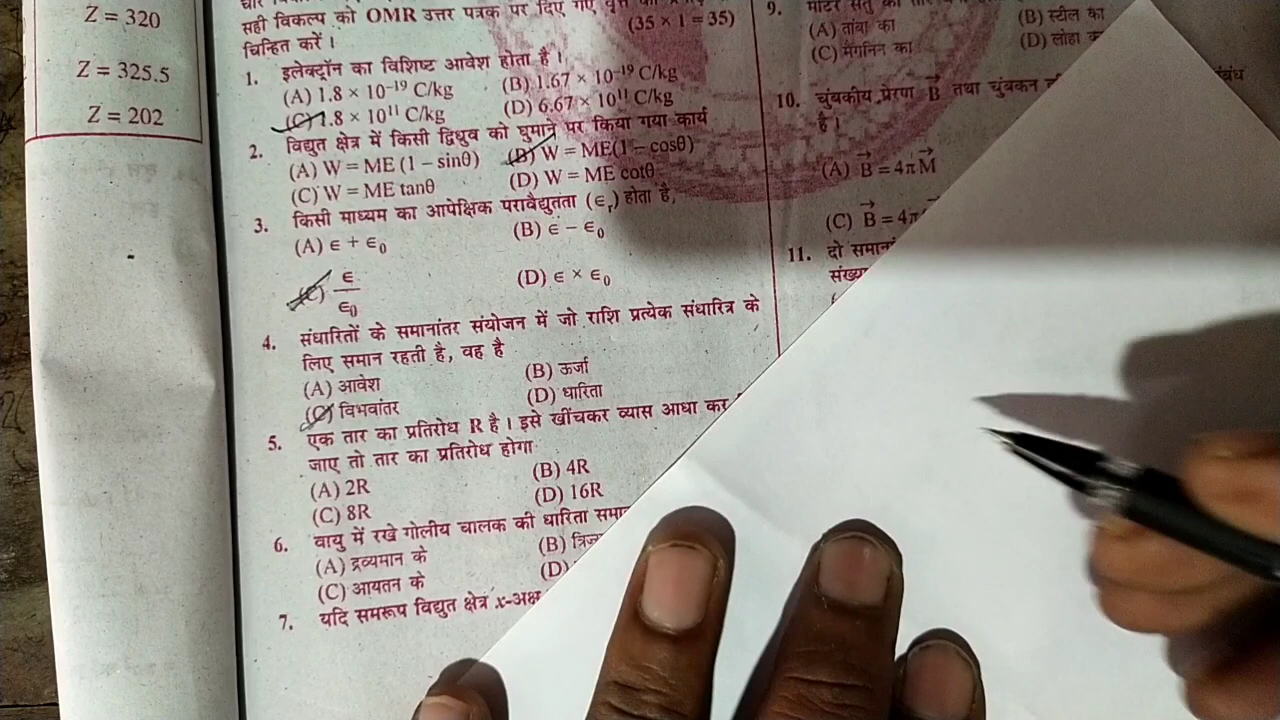 Z = 320
Z = 325.5
Z = 202
सही विकल्प को OMR उत्तर पत्रक पर दिए गए वृत्त
चिन्हित करें । (35 × 1 = 35)
1. इलेक्ट्रॉन का विशिष्ट आवेश होता है ।
(A) 1.8 × 10⁻¹⁹ C/kg (B) 1.67 × 10⁻¹⁹ C/kg
(C) 1.8 × 10¹¹ C/kg (D) 6.67 × 10¹¹ C/kg
2. विद्युत क्षेत्र में किसी द्विध्रुव को घुमाने पर किया गया कार्य
(A) W = ME (1 – sinθ) (B) W = ME(1 – cosθ)
(C) W = ME tanθ (D) W = ME cotθ
3. किसी माध्यम का आपेक्षिक परावैद्युतता (∈ᵣ) होता है,
(A) ∈ + ∈₀ (B) ∈ – ∈₀
(C) ∈/∈₀ (D) ∈ × ∈₀
4. संधारितों के समानांतर संयोजन में जो राशि प्रत्येक संधारित्र के
लिए समान रहती है, वह है
(A) आवेश (B) ऊर्जा
(C) विभवांतर (D) धारिता
5. एक तार का प्रतिरोध R है । इसे खींचकर व्यास आधा कर
जाए तो तार का प्रतिरोध होगा
(A) 2R (B) 4R
(C) 8R (D) 16R
6. वायु में रखे गोलीय चालक की धारिता
(A) द्रव्यमान के (B)
(C) आयतन के (D)
7. यदि समरूप विद्युत क्षेत्र x-अक्ष
9.
(A) तांबा का (B) स्टील का
(C) मैंगनिन का (D) लोहा
10. चुंबकीय प्रेरण B⃗ तथा चुंबकन
है ।
(A) B⃗ = 4π M⃗
(C) B⃗ = 4π
11. दो